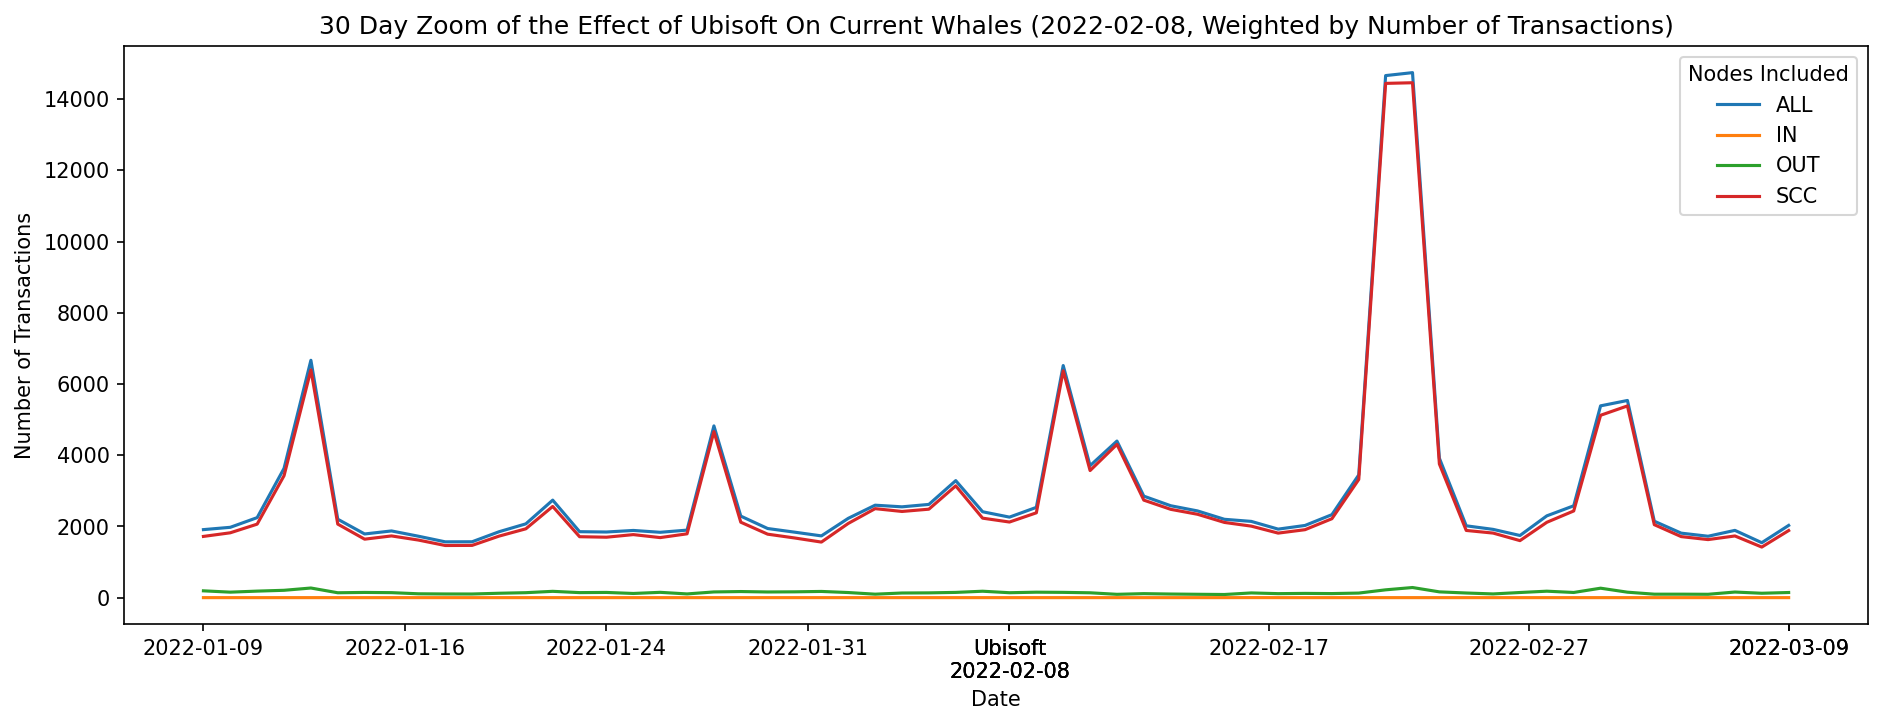 30 Day Zoom of the Effect of Ubisoft On Current Whales (2022-02-08, Weighted by Number of Transactions)
Nodes Included
ALL
IN
OUT
SCC
Number of Transactions
14000
12000
10000
8000
6000
4000
2000
0
2022-01-09 2022-01-16 2022-01-24 2022-01-31 Ubisoft 2022-02-17 2022-02-27 2022-03-09
2022-02-08
Date